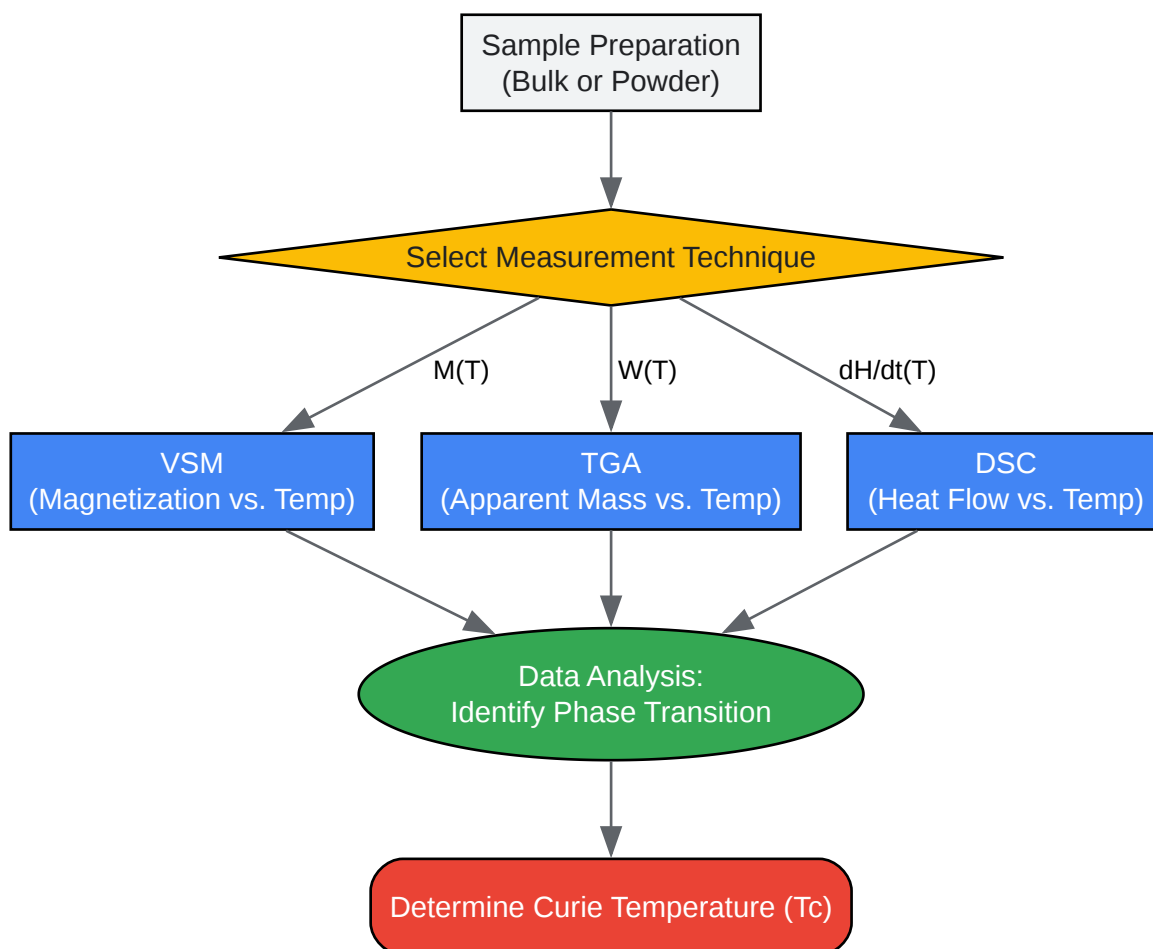 Sample Preparation
(Bulk or Powder)
Select Measurement Technique
M(T)
W(T)
dH/dt(T)
VSM
(Magnetization vs. Temp)
TGA
(Apparent Mass vs. Temp)
DSC
(Heat Flow vs. Temp)
Data Analysis:
Identify Phase Transition
Determine Curie Temperature (Tc)